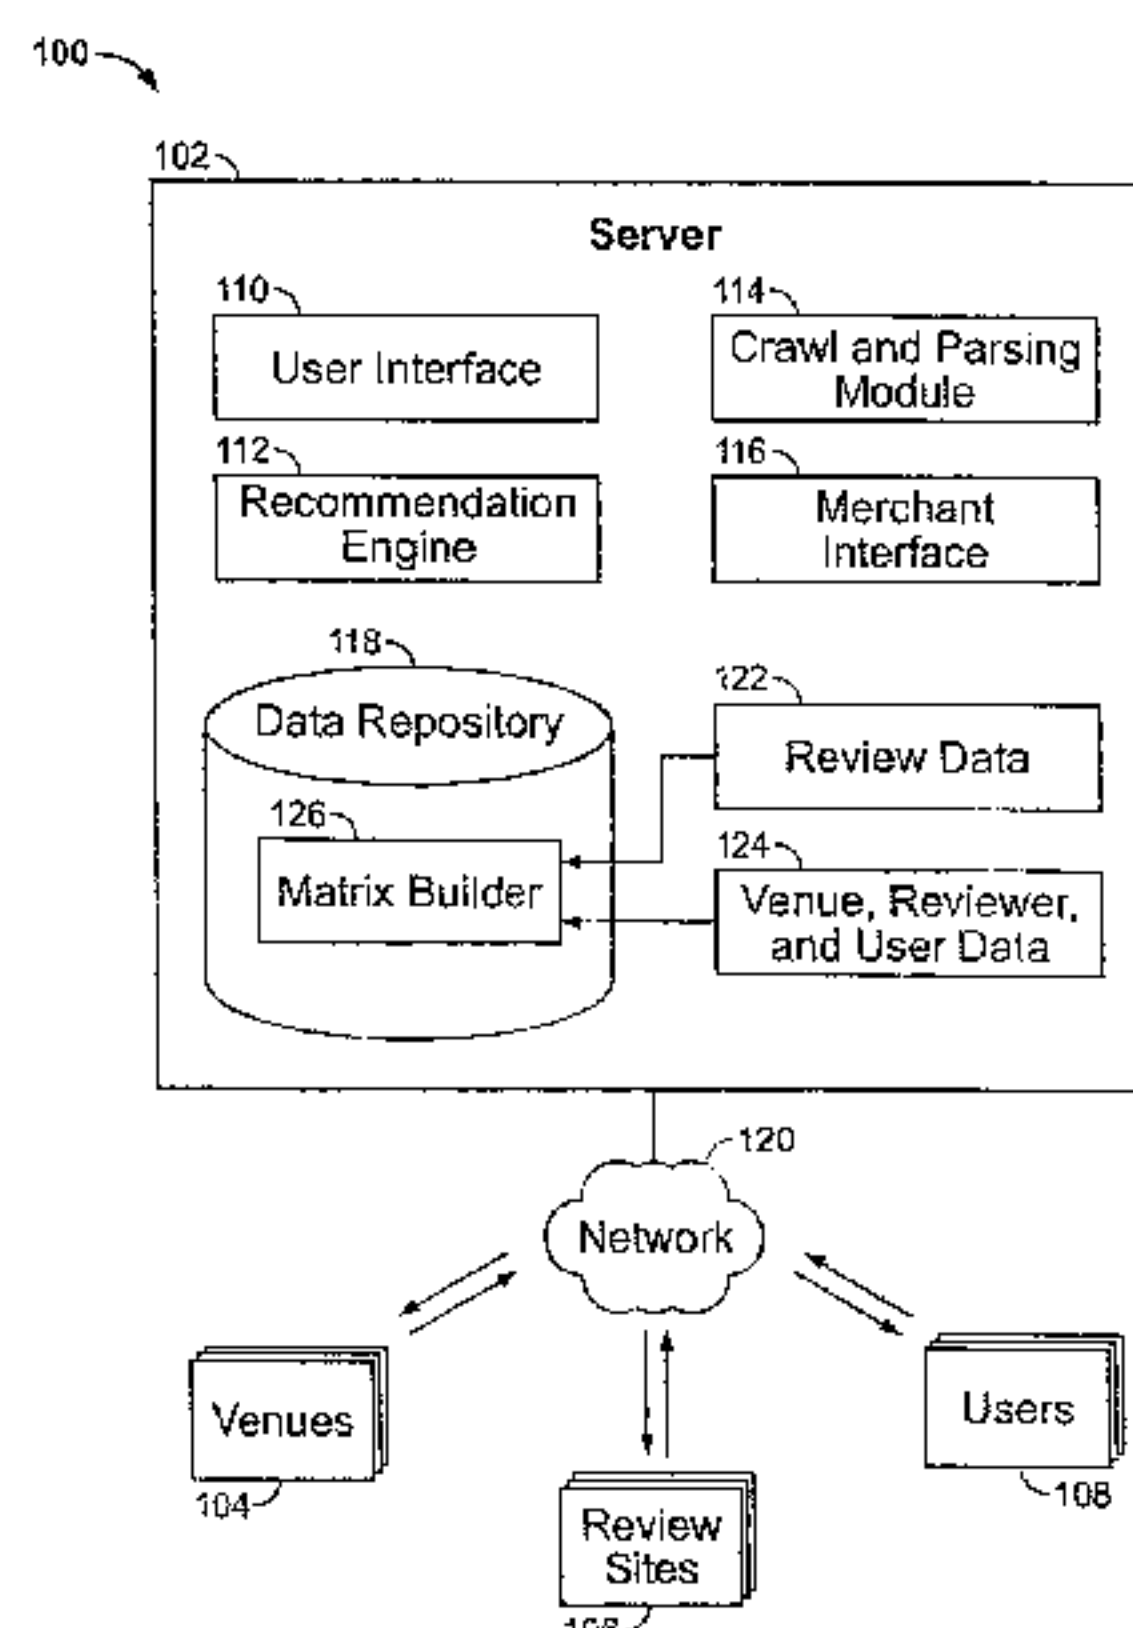 100
102
Server
110
User Interface
114
Crawl and Parsing
Module
112
Recommendation
Engine
116
Merchant
Interface
118
Data Repository
122
Review Data
126
Matrix Builder
124
Venue, Reviewer,
and User Data
120
Network
Venues
104
Users
108
Review
Sites